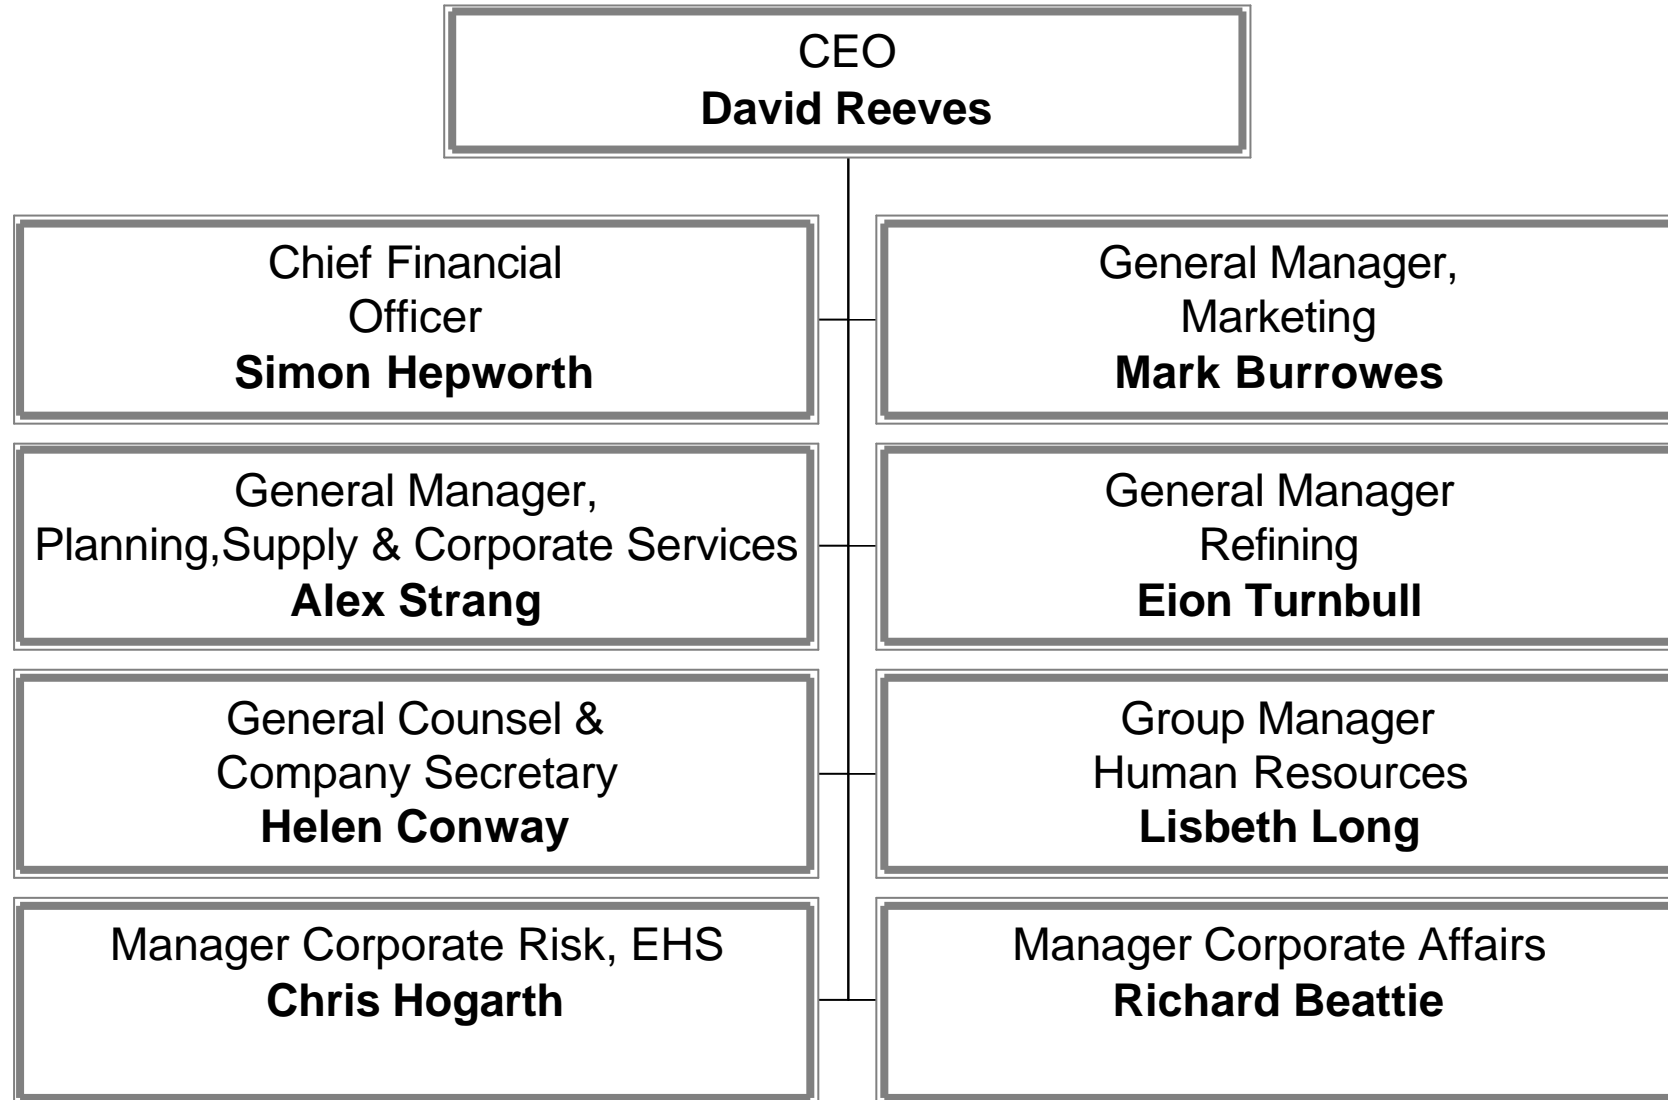 CEO
David Reeves
Chief Financial
Officer
Simon Hepworth
General Manager,
Marketing
Mark Burrowes
General Manager,
Planning,Supply & Corporate Services
Alex Strang
General Manager
Refining
Eion Turnbull
General Counsel &
Company Secretary
Helen Conway
Group Manager
Human Resources
Lisbeth Long
Manager Corporate Risk, EHS
Chris Hogarth
Manager Corporate Affairs
Richard Beattie